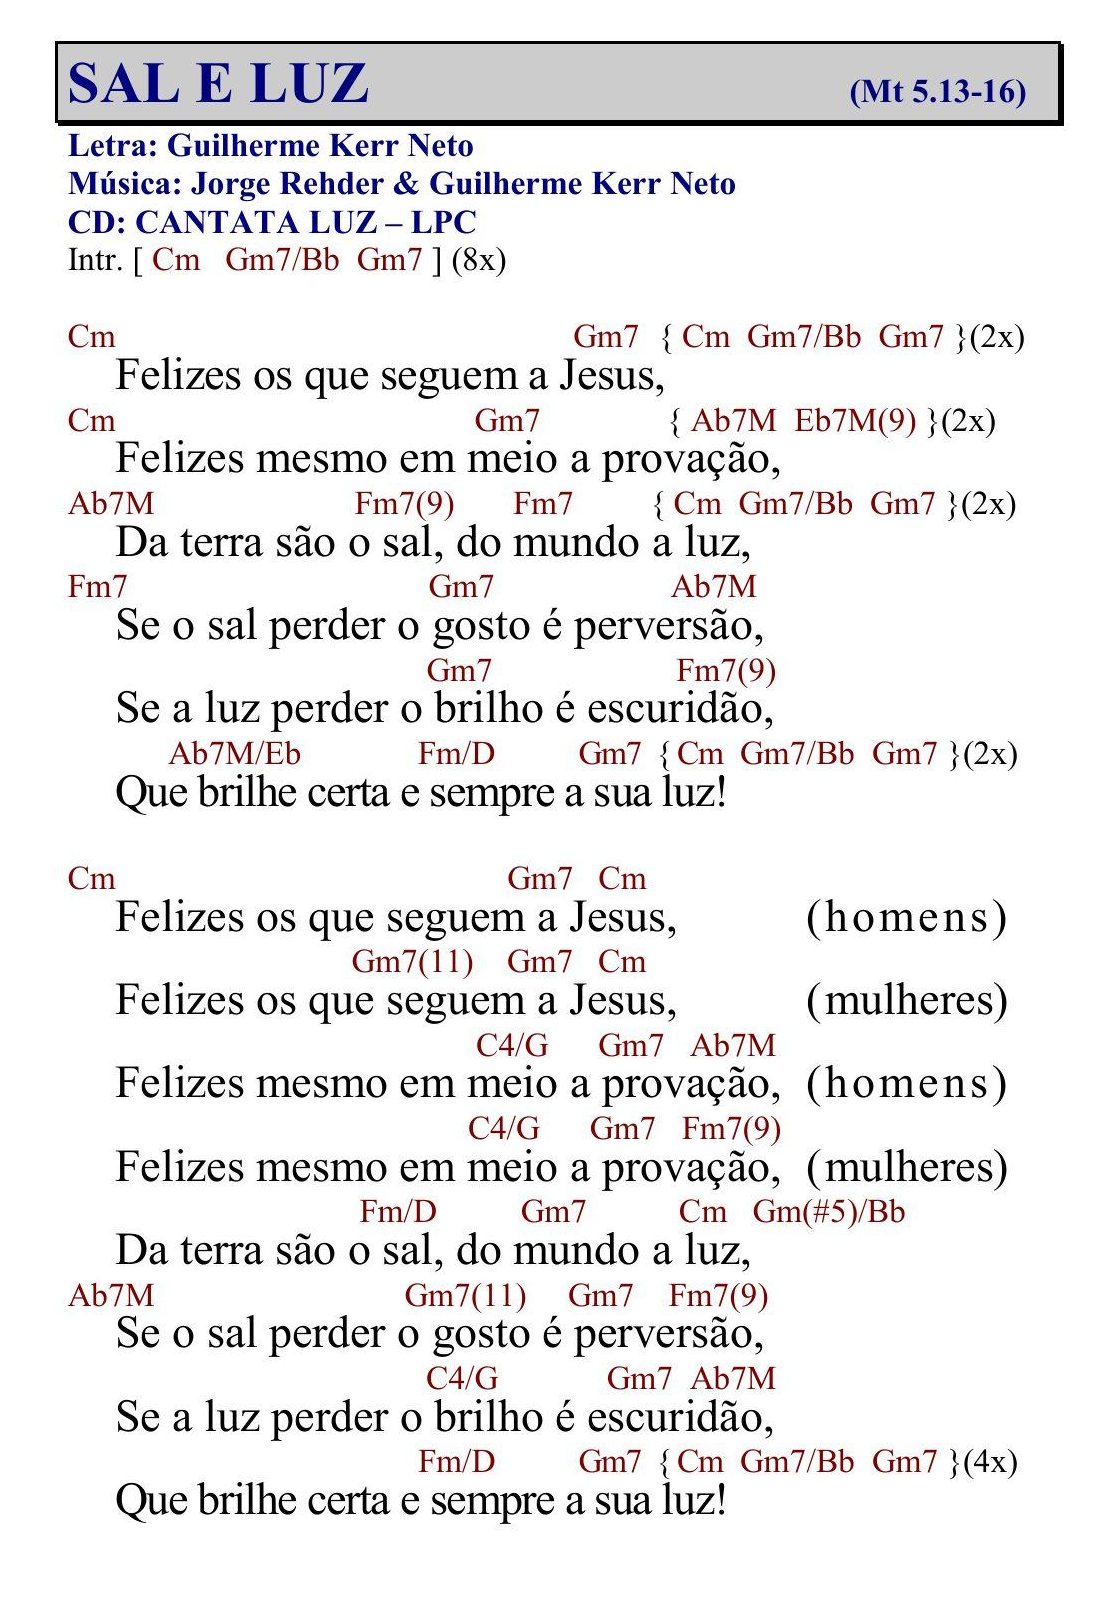 SAL E LUZ (Mt 5.13-16)
Letra: Guilherme Kerr Neto
Música: Jorge Rehder & Guilherme Kerr Neto
CD: CANTATA LUZ – LPC
Intr. [ Cm Gm7/Bb Gm7 ] (8x)
Cm Gm7 { Cm Gm7/Bb Gm7 }(2x)
Felizes os que seguem a Jesus,
Cm Gm7 { Ab7M Eb7M(9) }(2x)
Felizes mesmo em meio a provação,
Ab7M Fm7(9) Fm7 { Cm Gm7/Bb Gm7 }(2x)
Da terra são o sal, do mundo a luz,
Fm7 Gm7 Ab7M
Se o sal perder o gosto é perversão,
Gm7 Fm7(9)
Se a luz perder o brilho é escuridão,
Ab7M/Eb Fm/D Gm7 { Cm Gm7/Bb Gm7 }(2x)
Que brilhe certa e sempre a sua luz!
Cm Gm7 Cm
Felizes os que seguem a Jesus, (homens)
Gm7(11) Gm7 Cm
Felizes os que seguem a Jesus, (mulheres)
C4/G Gm7 Ab7M
Felizes mesmo em meio a provação, (homens)
C4/G Gm7 Fm7(9)
Felizes mesmo em meio a provação, (mulheres)
Fm/D Gm7 Cm Gm(#5)/Bb
Da terra são o sal, do mundo a luz,
Ab7M Gm7(11) Gm7 Fm7(9)
Se o sal perder o gosto é perversão,
C4/G Gm7 Ab7M
Se a luz perder o brilho é escuridão,
Fm/D Gm7 { Cm Gm7/Bb Gm7 }(4x)
Que brilhe certa e sempre a sua luz!